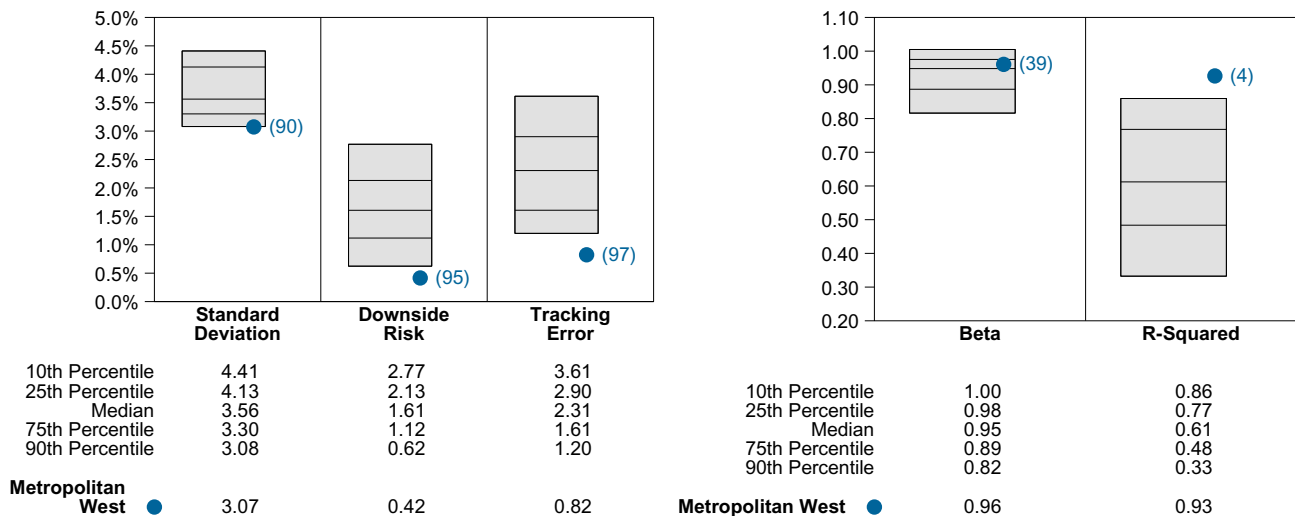 5.0%
4.5%
4.0%
3.5%
3.0%
2.5%
2.0%
1.5%
1.0%
0.5%
0.0%
(90)
(95)
(97)
Standard Deviation
Downside Risk
Tracking Error
10th Percentile 4.41 2.77 3.61
25th Percentile 4.13 2.13 2.90
Median 3.56 1.61 2.31
75th Percentile 3.30 1.12 1.61
90th Percentile 3.08 0.62 1.20
Metropolitan
West 3.07 0.42 0.82
1.10
1.00
0.90
0.80
0.70
0.60
0.50
0.40
0.30
0.20
(39)
(4)
Beta R-Squared
10th Percentile 1.00 0.86
25th Percentile 0.98 0.77
Median 0.95 0.61
75th Percentile 0.89 0.48
90th Percentile 0.82 0.33
Metropolitan West 0.96 0.93